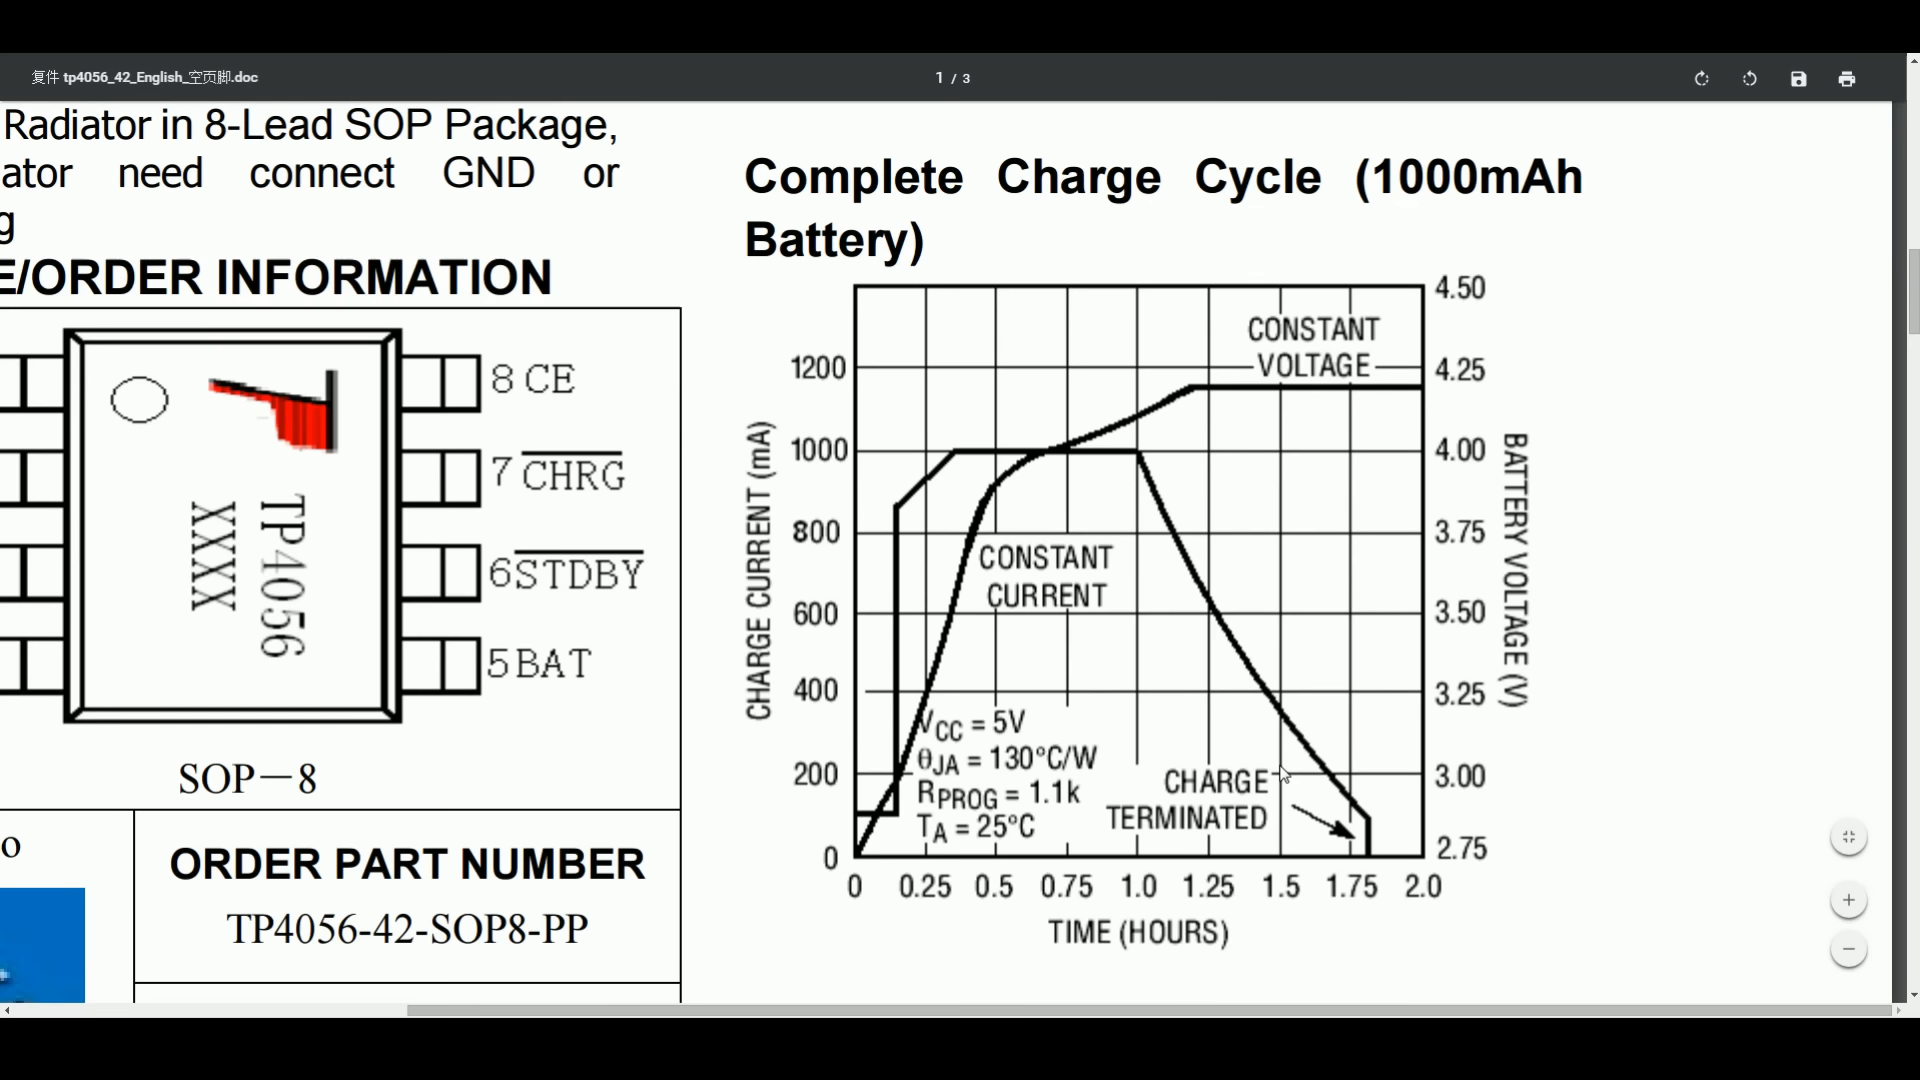 复件 tp4056_42_English_空页脚.doc
1 / 3
Radiator in 8-Lead SOP Package,
ator need connect GND or
g
E/ORDER INFORMATION
8 CE
7 CHRG
6 STDBY
5 BAT
TP4056
XXXX
SOP－8
o
ORDER PART NUMBER
TP4056-42-SOP8-PP
Complete Charge Cycle (1000mAh
Battery)
CHARGE CURRENT (mA)
1200
1000
800
600
400
200
0
CONSTANT
VOLTAGE
CONSTANT
CURRENT
VCC = 5V
θJA = 130°C/W
RPROG = 1.1k
TA = 25°C
CHARGE
TERMINATED
4.50
4.25
4.00
3.75
3.50
3.25
3.00
2.75
BATTERY VOLTAGE (V)
0 0.25 0.5 0.75 1.0 1.25 1.5 1.75 2.0
TIME (HOURS)